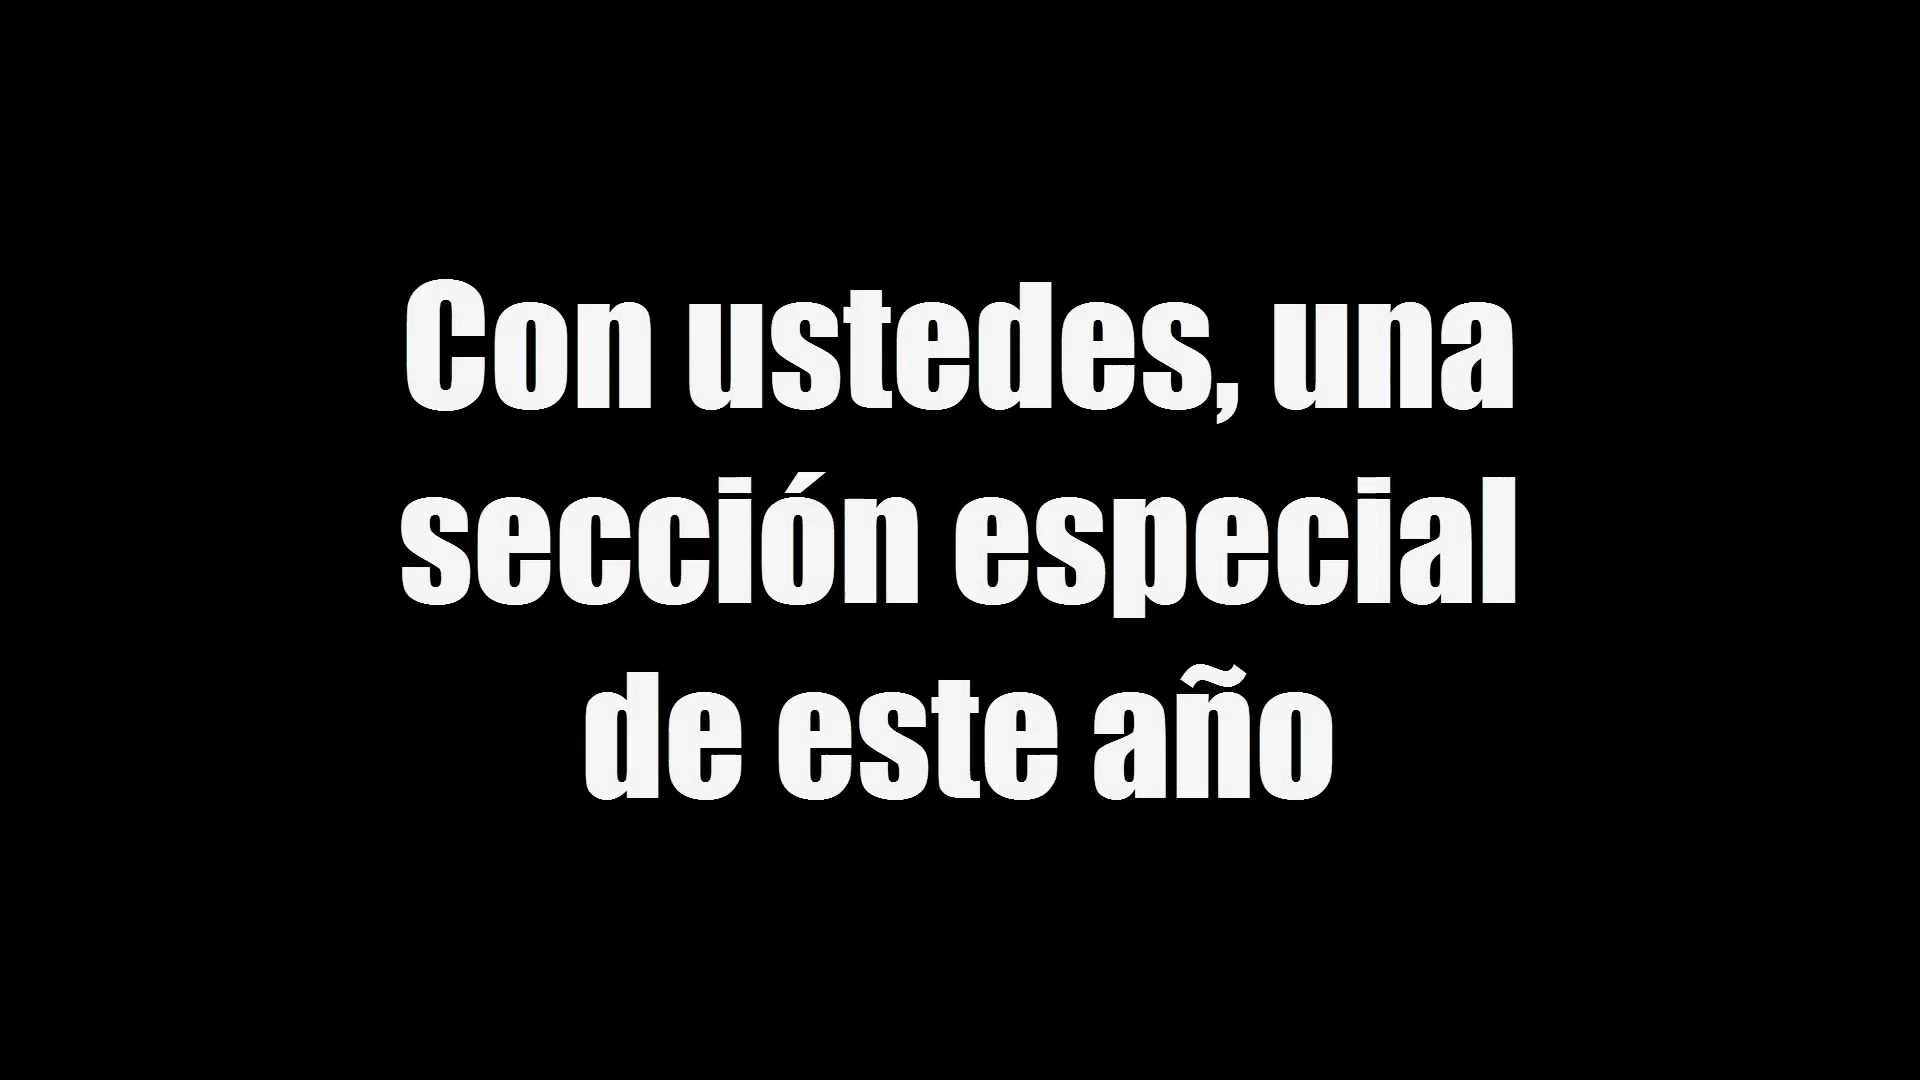 Con ustedes, una
sección especial
de este año